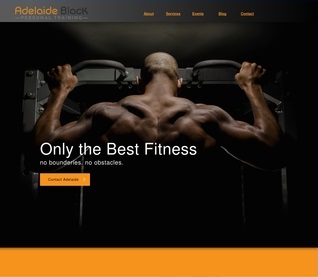 Adelaide Black
PERSONAL TRAINING
About Services Events Blog Contact
Only the Best Fitness
no bounderies. no obstacles.
Contact Adelaide